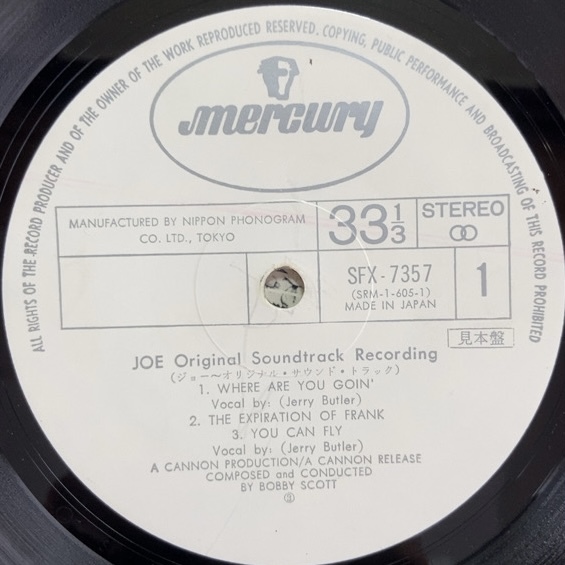 ALL RIGHTS OF THE RECORD PRODUCER AND OF THE OWNER OF THE WORK REPRODUCED RESERVED. COPYING, PUBLIC PERFORMANCE AND BROADCASTING OF THIS RECORD PROHIBITED
mercury
MANUFACTURED BY NIPPON PHONOGRAM
CO. LTD., TOKYO
33 1/3
STEREO
SFX-7357
(SRM-1-605-1)
MADE IN JAPAN
1
見本盤
JOE Original Soundtrack Recording
(ジョー〜オリジナル・サウンド・トラック)
1. WHERE ARE YOU GOIN'
Vocal by: (Jerry Butler)
2. THE EXPIRATION OF FRANK
3. YOU CAN FLY
Vocal by: (Jerry Butler)
A CANNON PRODUCTION/A CANNON RELEASE
COMPOSED and CONDUCTED
BY BOBBY SCOTT